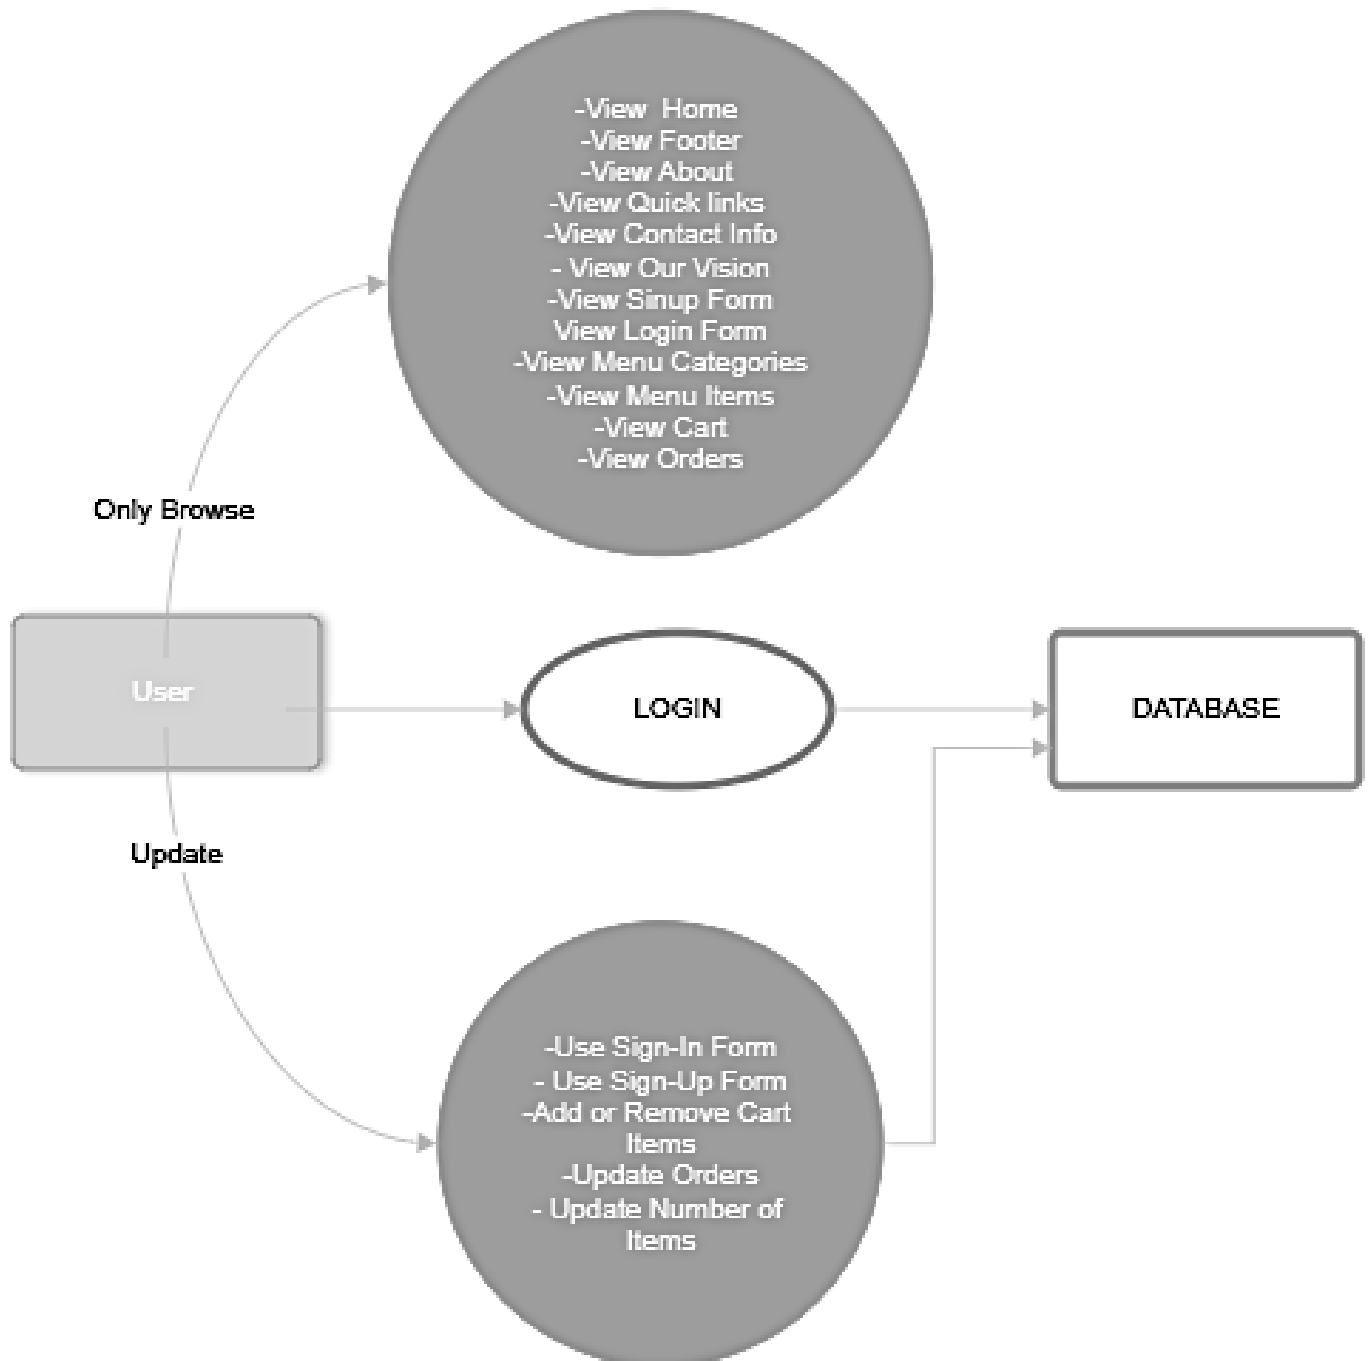 -View Home
-View Footer
-View About
-View Quick links
-View Contact Info
- View Our Vision
-View Sinup Form
View Login Form
-View Menu Categories
-View Menu Items
-View Cart
-View Orders
Only Browse
User
LOGIN
DATABASE
Update
-Use Sign-In Form
- Use Sign-Up Form
-Add or Remove Cart
Items
-Update Orders
- Update Number of
Items